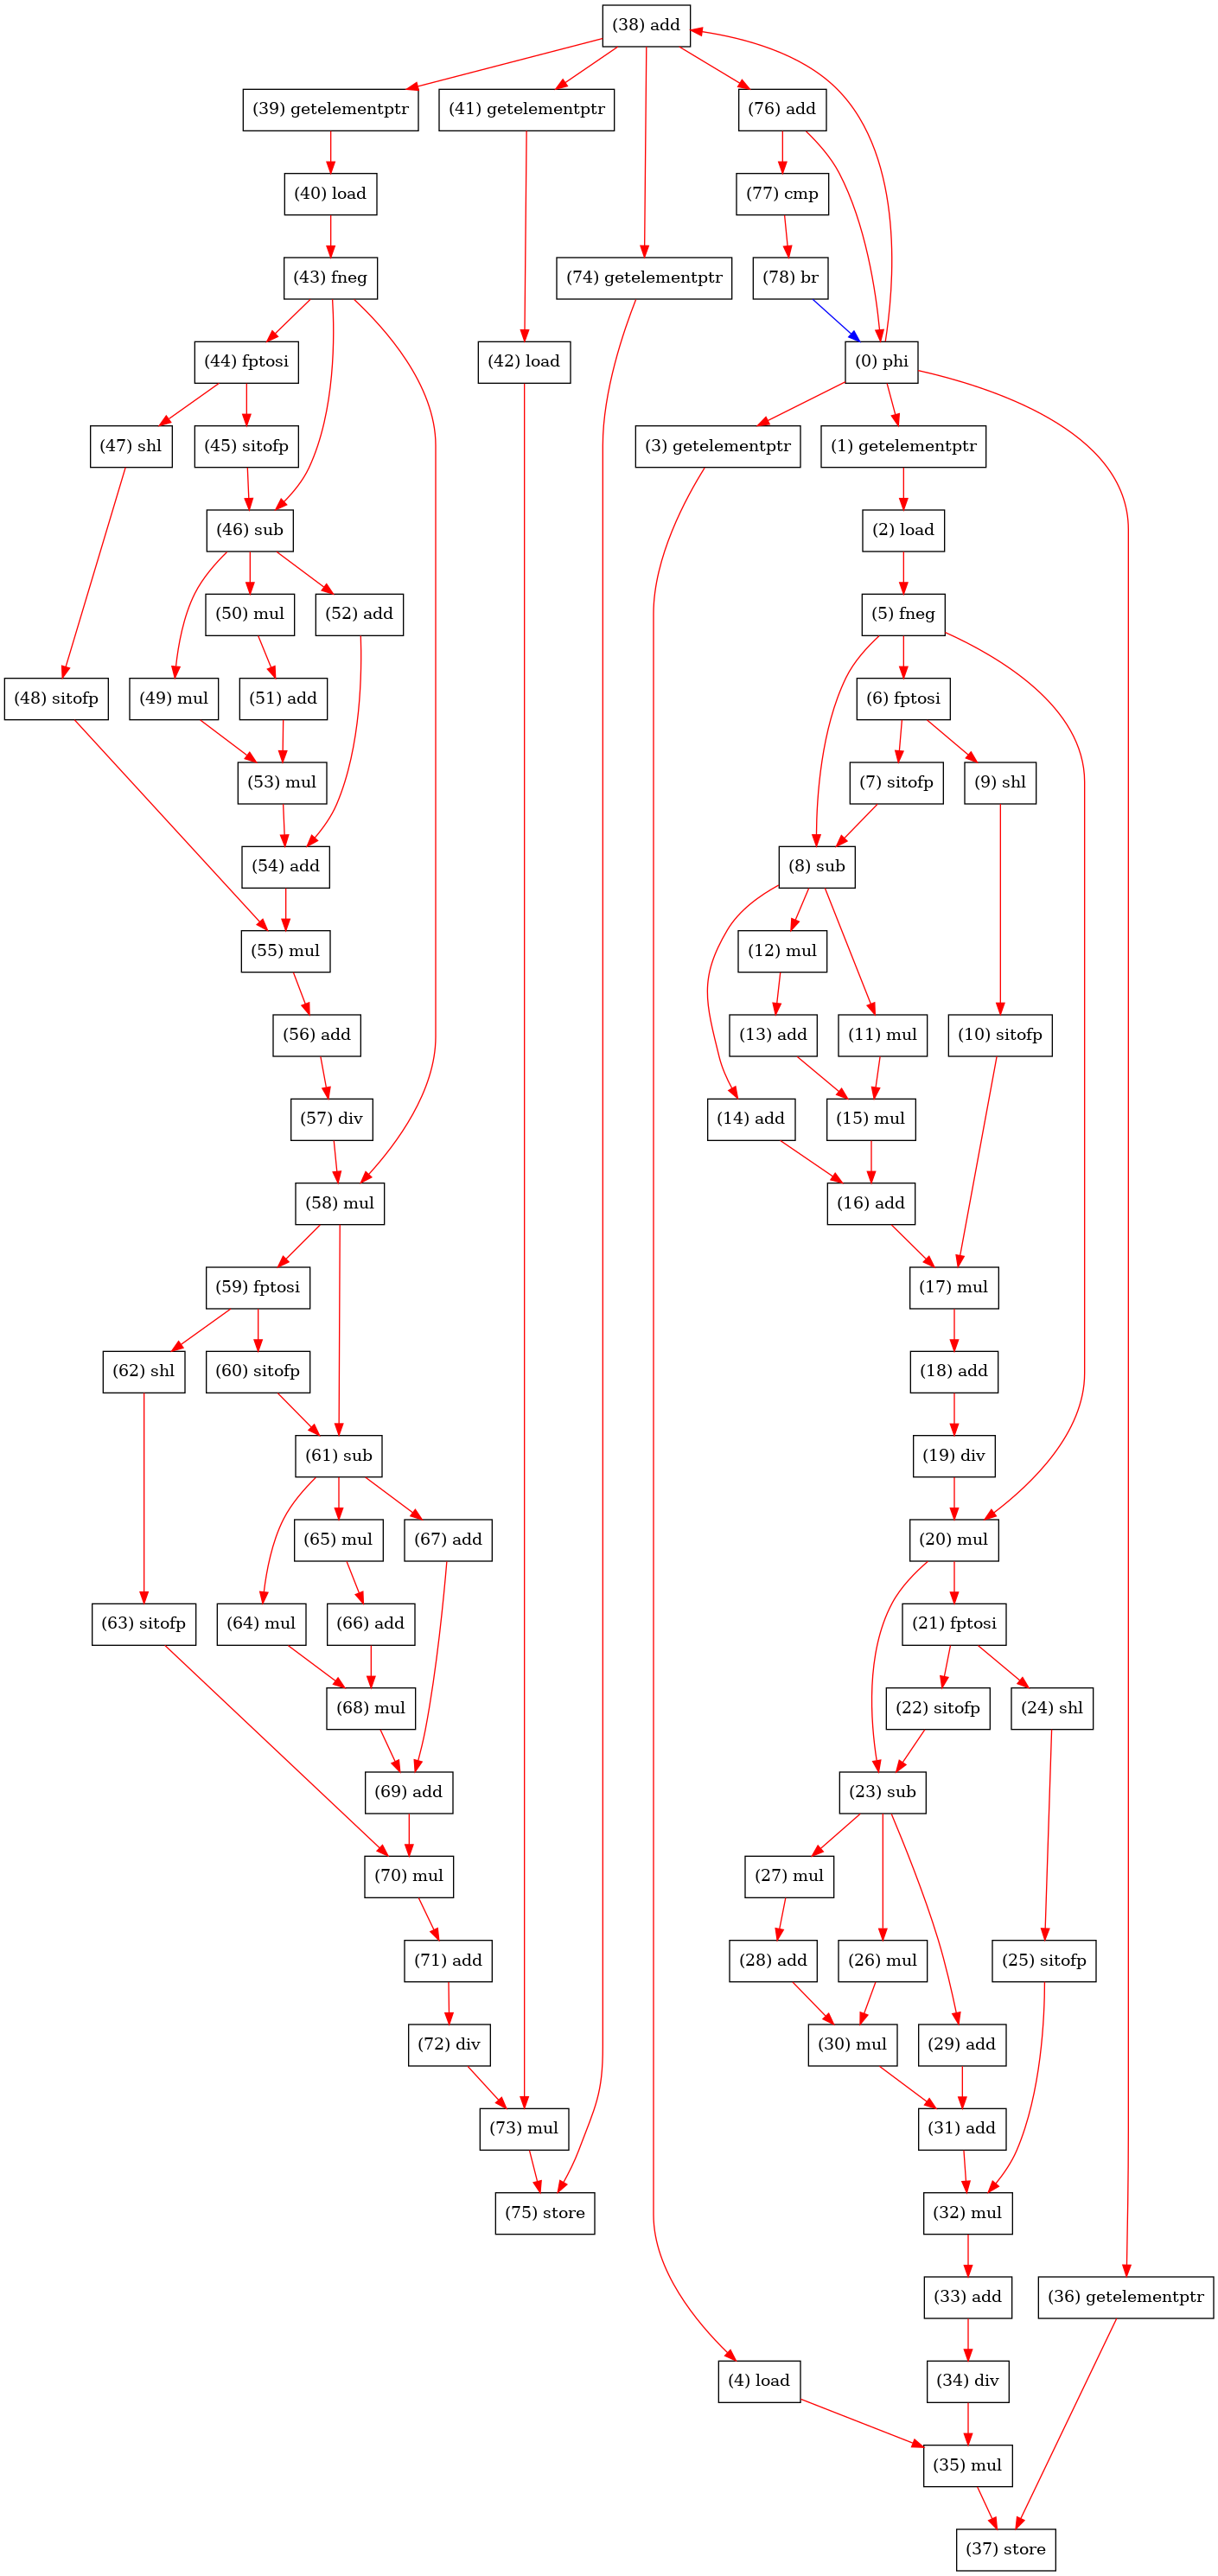 (38) add
(39) getelementptr
(41) getelementptr
(76) add
(40) load
(77) cmp
(43) fneg
(74) getelementptr
(78) br
(44) fptosi
(42) load
(0) phi
(47) shl
(45) sitofp
(3) getelementptr
(1) getelementptr
(46) sub
(2) load
(50) mul
(52) add
(5) fneg
(48) sitofp
(49) mul
(51) add
(6) fptosi
(53) mul
(7) sitofp
(9) shl
(54) add
(8) sub
(55) mul
(12) mul
(56) add
(13) add
(11) mul
(10) sitofp
(57) div
(14) add
(15) mul
(58) mul
(16) add
(59) fptosi
(17) mul
(62) shl
(60) sitofp
(18) add
(61) sub
(19) div
(65) mul
(67) add
(20) mul
(63) sitofp
(64) mul
(66) add
(21) fptosi
(68) mul
(22) sitofp
(24) shl
(69) add
(23) sub
(70) mul
(27) mul
(71) add
(28) add
(26) mul
(25) sitofp
(72) div
(30) mul
(29) add
(73) mul
(31) add
(75) store
(32) mul
(33) add
(36) getelementptr
(4) load
(34) div
(35) mul
(37) store